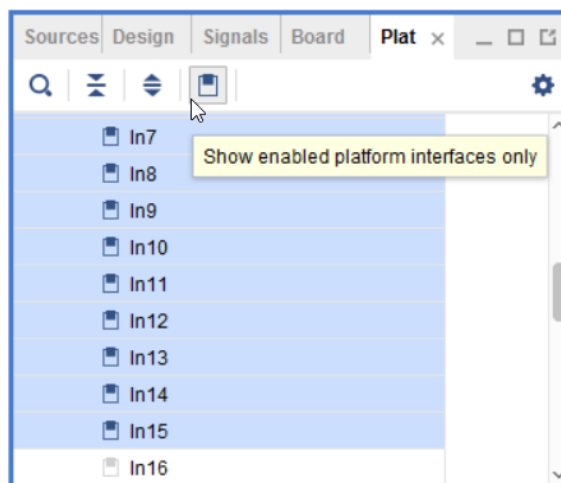 Sources Design Signals Board Plat
In7
Show enabled platform interfaces only
In8
In9
In10
In11
In12
In13
In14
In15
In16